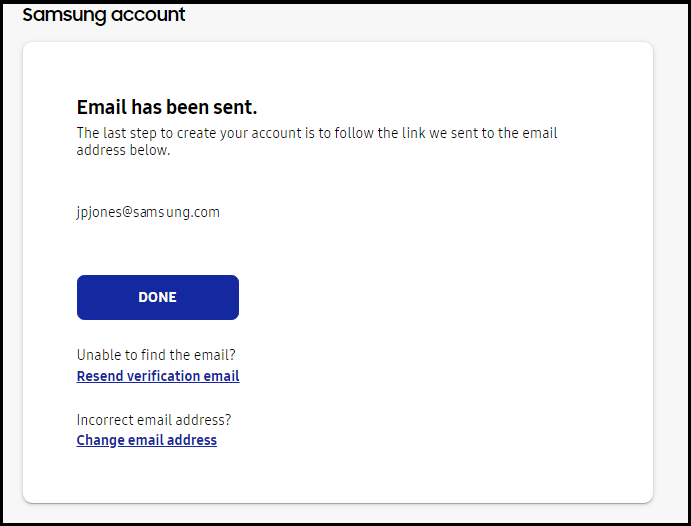 Samsung account
Email has been sent.
The last step to create your account is to follow the link we sent to the email
address below.
jpjones@samsung.com
DONE
Unable to find the email?
Resend verification email
Incorrect email address?
Change email address